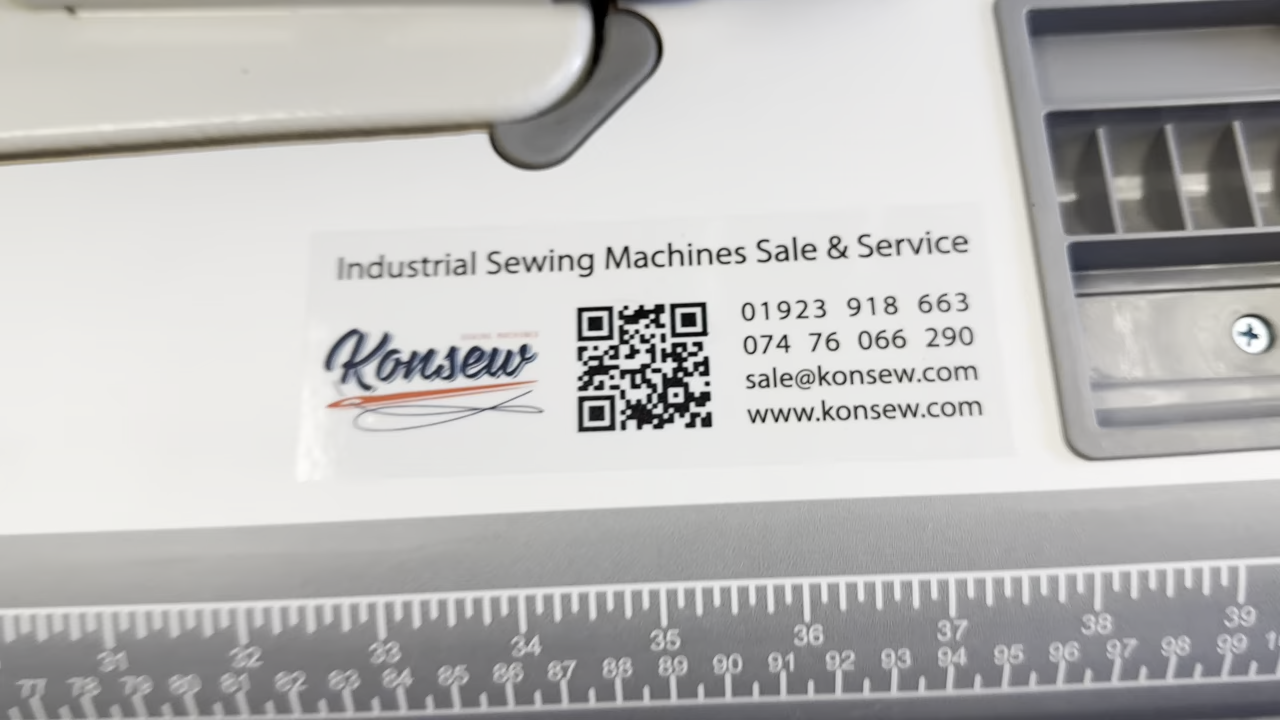 Industrial Sewing Machines Sale & Service
Konsew
01923 918 663
074 76 066 290
sale@konsew.com
www.konsew.com
31 32 33 34 35 36 37 38 39
77 78 79 80 81 82 83 84 85 86 87 88 89 90 91 92 93 94 95 96 97 98 99